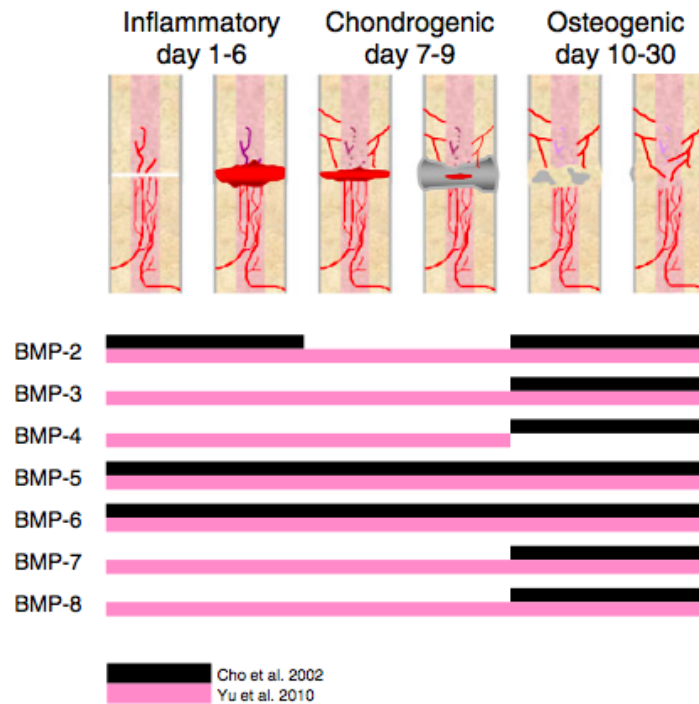 Inflammatory
day 1-6
Chondrogenic
day 7-9
Osteogenic
day 10-30
BMP-2
BMP-3
BMP-4
BMP-5
BMP-6
BMP-7
BMP-8
Cho et al. 2002
Yu et al. 2010